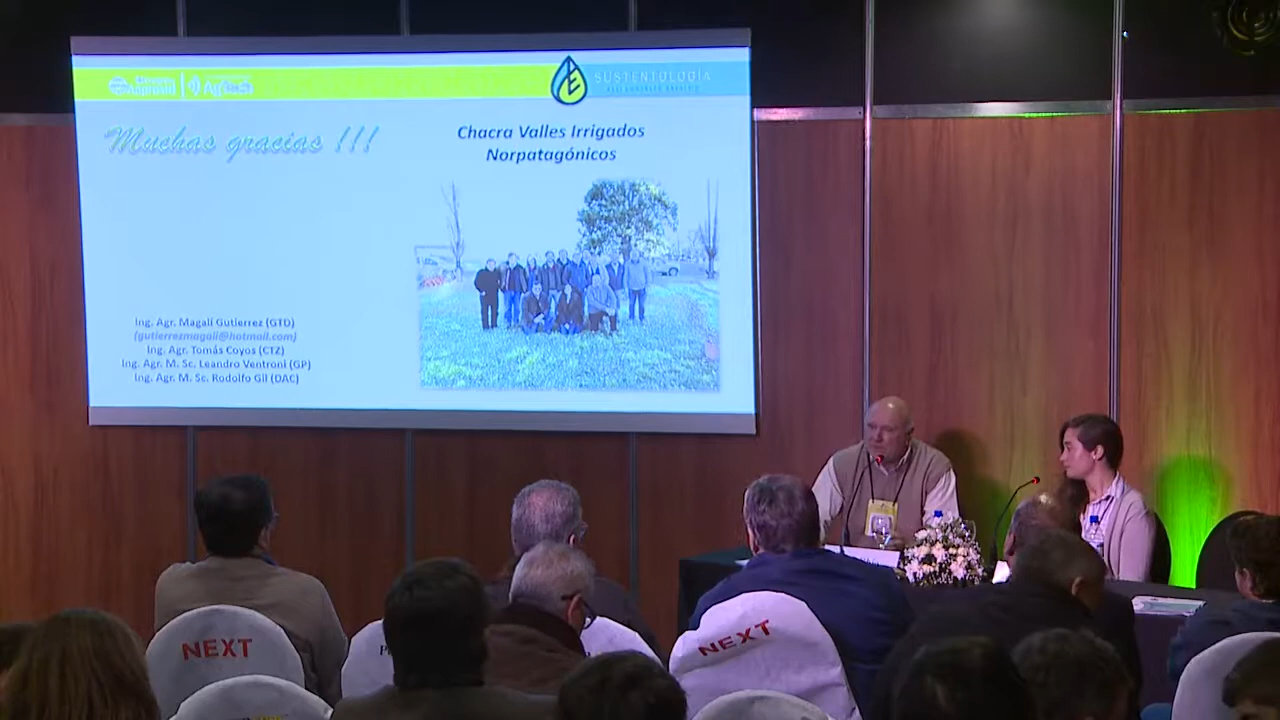 Aapresid
SUSTENTOLOGÍA
Muchas gracias !!!
Chacra Valles Irrigados
Norpatagónicos
Ing. Agr. Magalí Gutierrez (GTD)
(gutierrezmagali@hotmail.com)
Ing. Agr. Tomás Coyos (CTZ)
Ing. Agr. M. Sc. Leandro Ventroni (GP)
Ing. Agr. M. Sc. Rodolfo Gil (DAC)
NEXT
NEXT